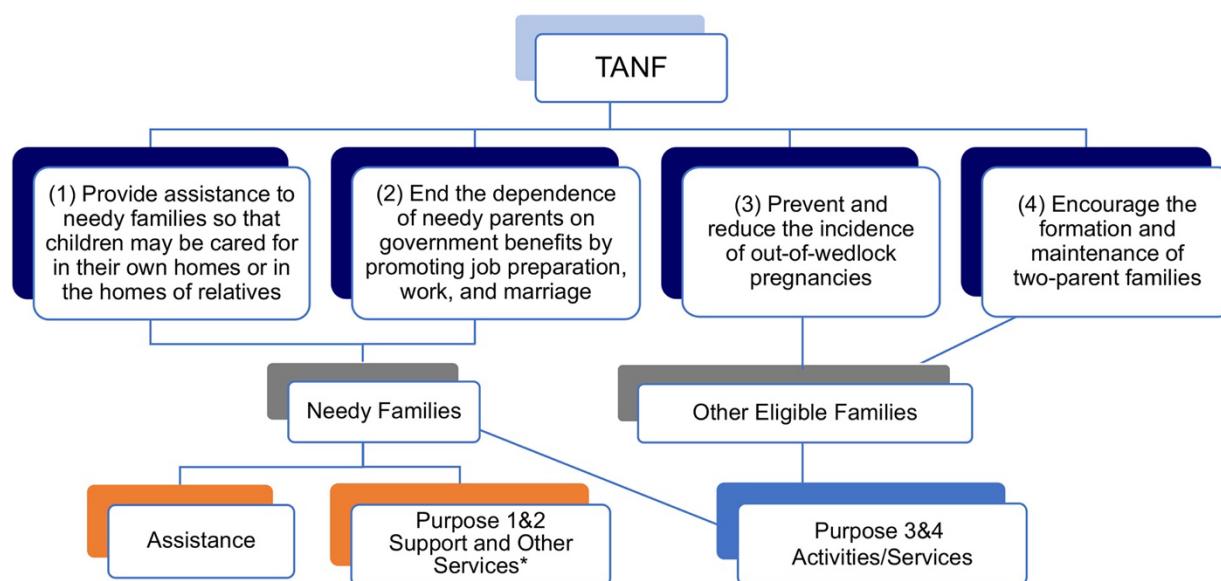 TANF
(1) Provide assistance to
needy families so that
children may be cared for
in their own homes or in
the homes of relatives
(2) End the dependence
of needy parents on
government benefits by
promoting job preparation,
work, and marriage
(3) Prevent and
reduce the incidence
of out-of-wedlock
pregnancies
(4) Encourage the
formation and
maintenance of
two-parent families
Needy Families
Other Eligible Families
Assistance
Purpose 1&2
Support and Other
Services*
Purpose 3&4
Activities/Services